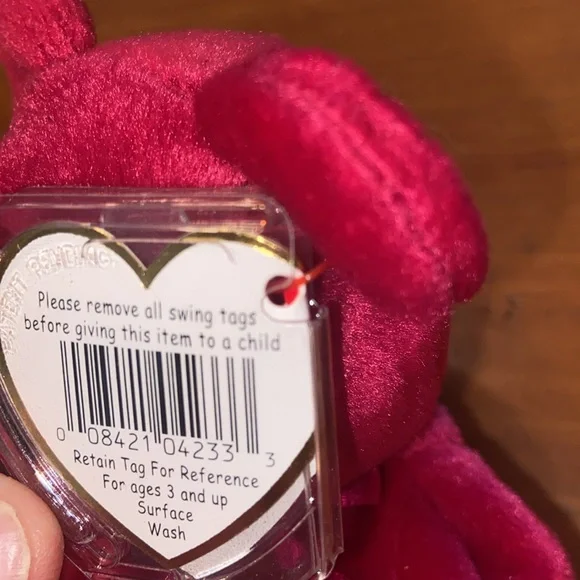 Please remove all swing tags
before giving this item to a child
0 08421 04233 3
Retain Tag For Reference
For ages 3 and up
Surface
Wash